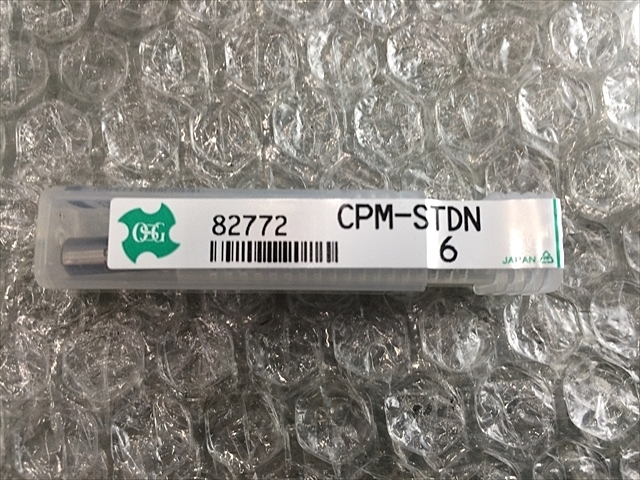 OSG
82772
CPM-STDN
6
JAPAN